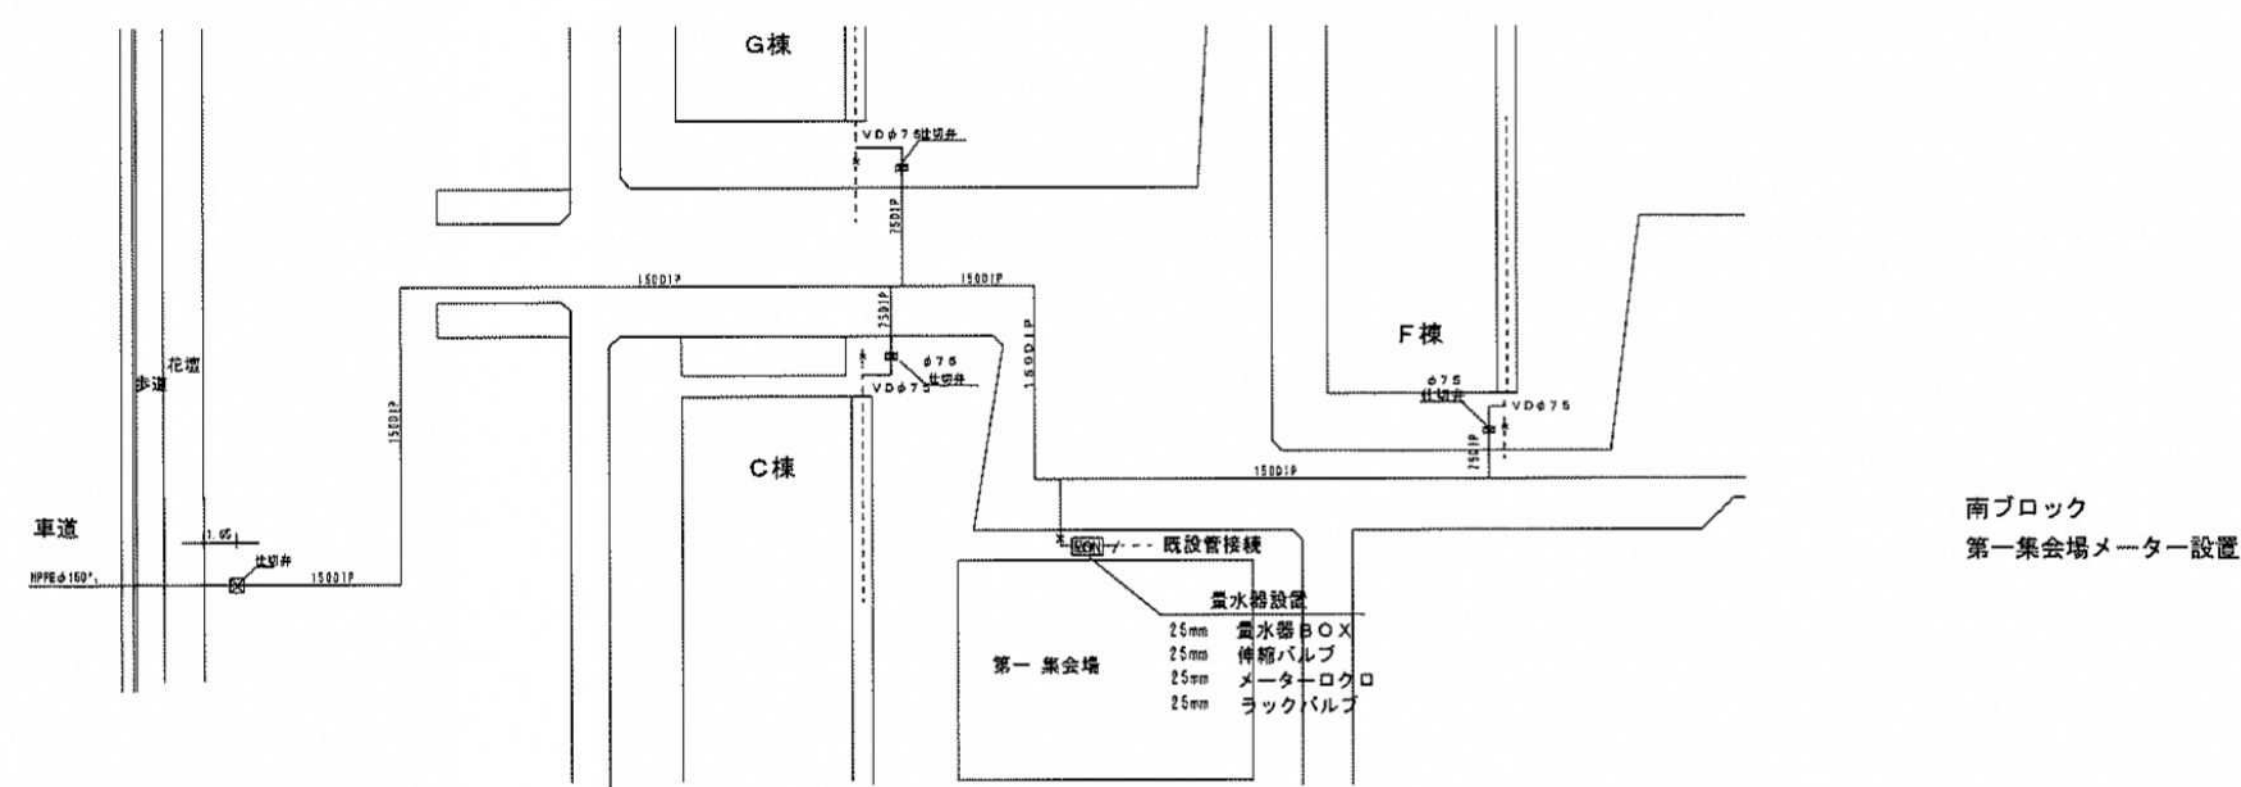 G棟
VDφ75仕切弁
75DIP
150DIP
150DIP
75DIP
φ75
仕切弁
VDφ75
150DIP
F棟
φ75
仕切弁
VDφ75
75DIP
150DIP
花壇
歩道
150DIP
C棟
車道
1.65
仕切弁
150DIP
既設管接続
量水器設置
25mm 量水器BOX
25mm 伸縮バルブ
25mm メーターロクロ
25mm ラックバルブ
第一 集会場
南ブロック
第一集会場メーター設置